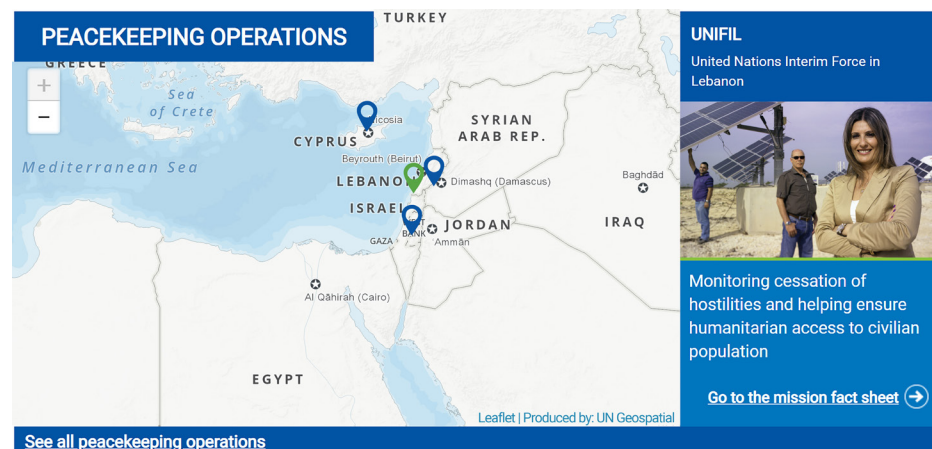 PEACEKEEPING OPERATIONS
TURKEY
GREECE
+
−
Sea
of Crete
Mediterranean Sea
CYPRUS
SYRIAN
ARAB REP.
Beyrouth (Beirut)
Dimashq (Damascus)
Baghdād
ISRAEL
JORDAN
IRAQ
GAZA
BANK
Ammān
Al Qāhirah (Cairo)
EGYPT
Leaflet | Produced by: UN Geospatial
UNIFIL
United Nations Interim Force in
Lebanon
Monitoring cessation of
hostilities and helping ensure
humanitarian access to civilian
population
Go to the mission fact sheet
See all peacekeeping operations